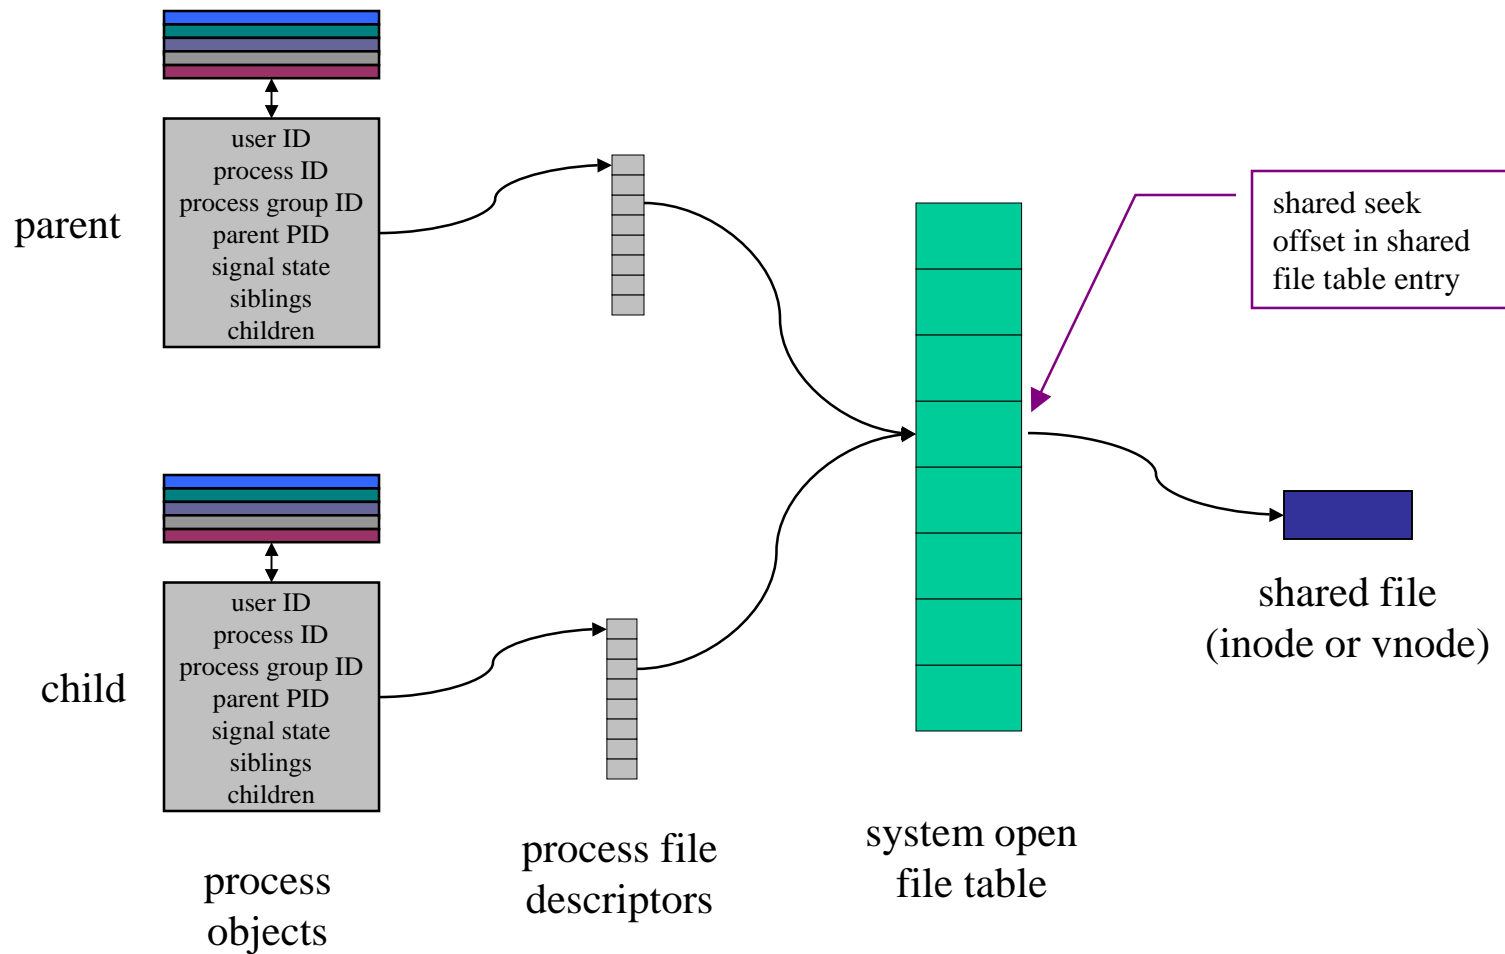 parent
user ID
process ID
process group ID
parent PID
signal state
siblings
children
shared seek
offset in shared
file table entry
child
user ID
process ID
process group ID
parent PID
signal state
siblings
children
shared file
(inode or vnode)
process
objects
process file
descriptors
system open
file table